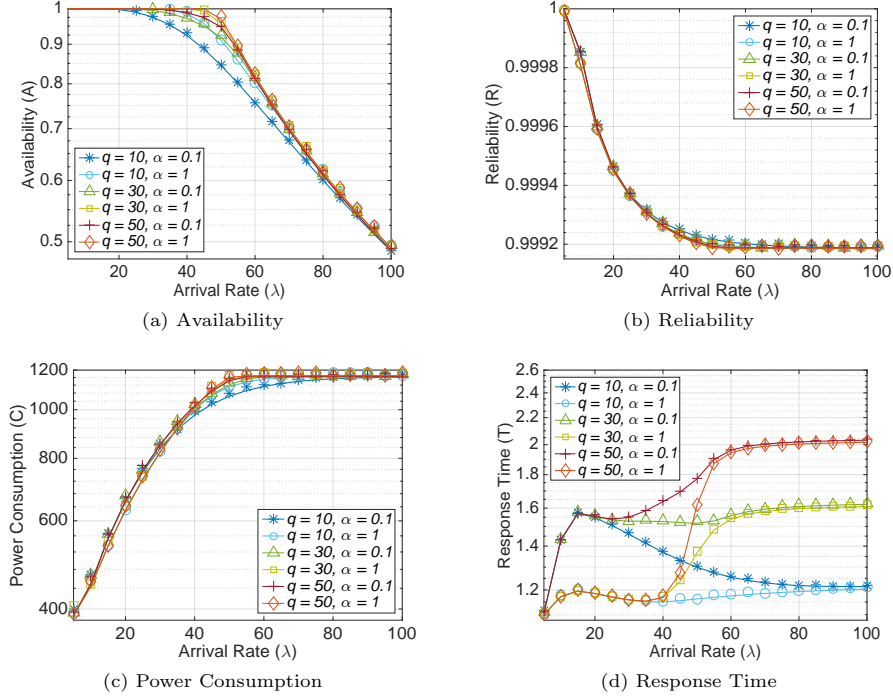 1
0.9
0.8
0.7
0.6
0.5
Availability (A)
q = 10, α = 0.1
q = 10, α = 1
q = 30, α = 0.1
q = 30, α = 1
q = 50, α = 0.1
q = 50, α = 1
20 40 60 80 100
Arrival Rate (λ)
(a) Availability
0.9998
0.9996
0.9994
0.9992
Reliability (R)
q = 10, α = 0.1
q = 10, α = 1
q = 30, α = 0.1
q = 30, α = 1
q = 50, α = 0.1
q = 50, α = 1
20 40 60 80 100
Arrival Rate (λ)
(b) Reliability
1200
1000
800
600
400
Power Consumption (C)
q = 10, α = 0.1
q = 10, α = 1
q = 30, α = 0.1
q = 30, α = 1
q = 50, α = 0.1
q = 50, α = 1
20 40 60 80 100
Arrival Rate (λ)
(c) Power Consumption
2.6
2.4
2.2
2
1.8
1.6
1.4
1.2
Response Time (T)
q = 10, α = 0.1
q = 10, α = 1
q = 30, α = 0.1
q = 30, α = 1
q = 50, α = 0.1
q = 50, α = 1
20 40 60 80 100
Arrival Rate (λ)
(d) Response Time